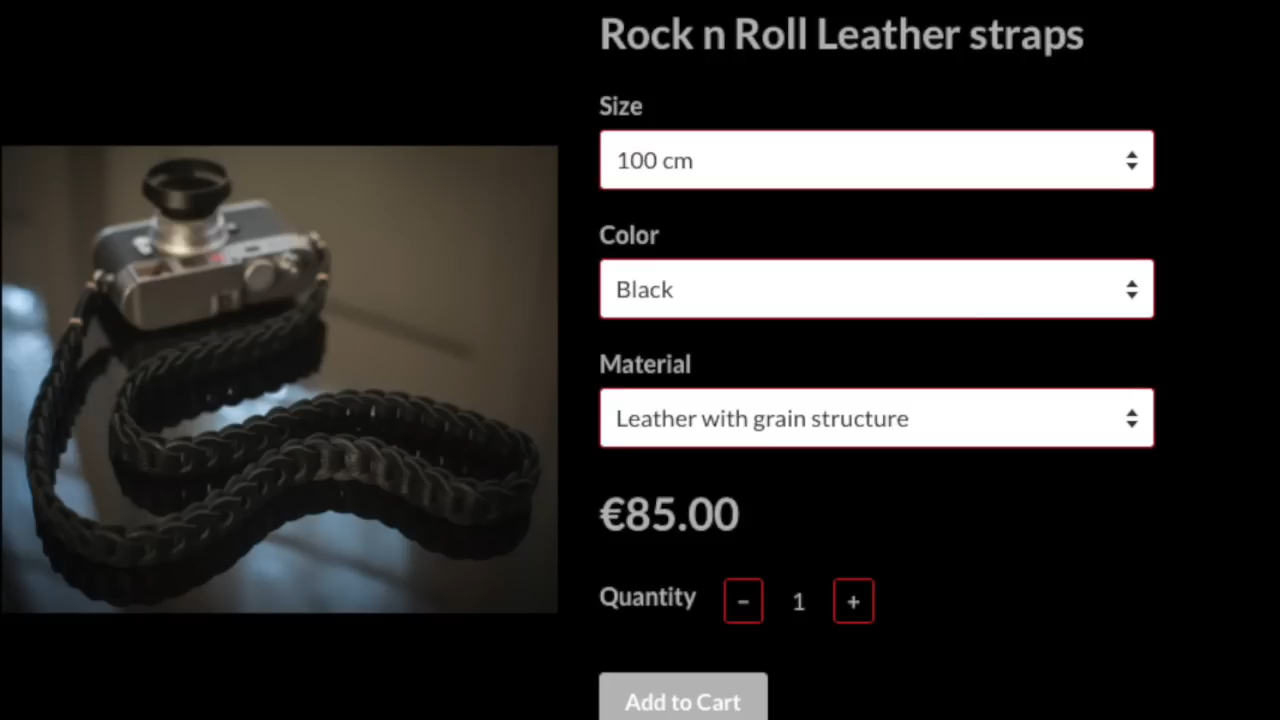 Rock n Roll Leather straps
Size
100 cm
Color
Black
Material
Leather with grain structure
€85.00
Quantity - 1 +
Add to Cart